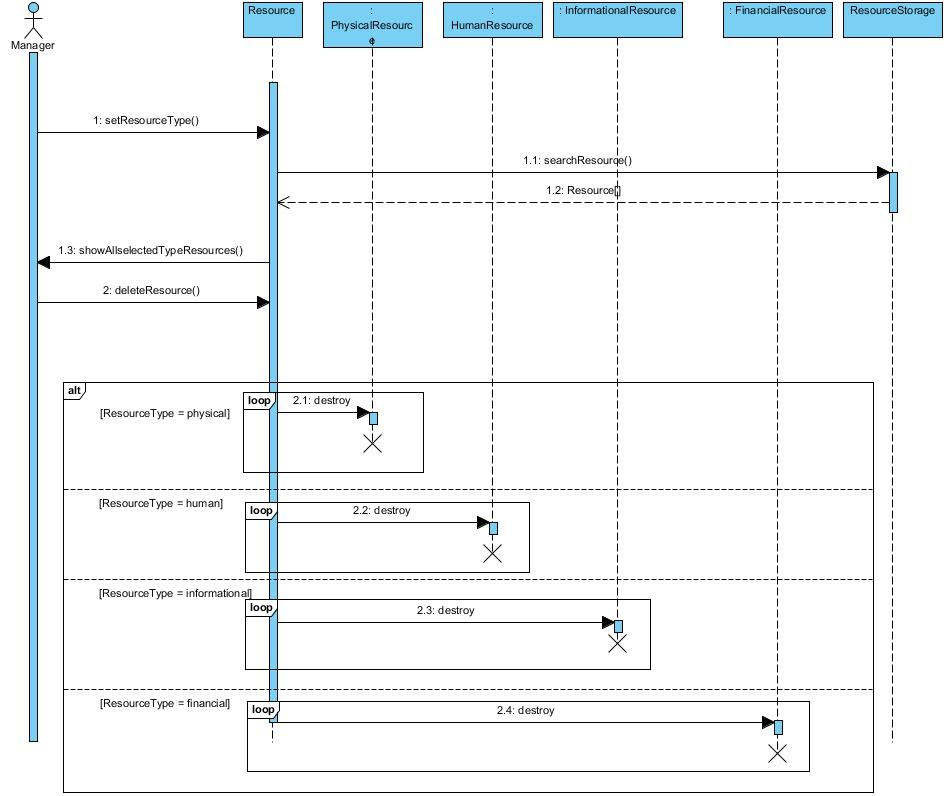 Manager
Resource
:
PhysicalResourc
e
:
HumanResource
: InformationalResource
: FinancialResource
ResourceStorage
1: setResourceType()
1.1: searchResource()
1.2: Resource[]
1.3: showAllselectedTypeResources()
2: deleteResource()
alt
[ResourceType = physical]
loop
2.1: destroy
[ResourceType = human]
loop
2.2: destroy
[ResourceType = informational]
loop
2.3: destroy
[ResourceType = financial]
loop
2.4: destroy